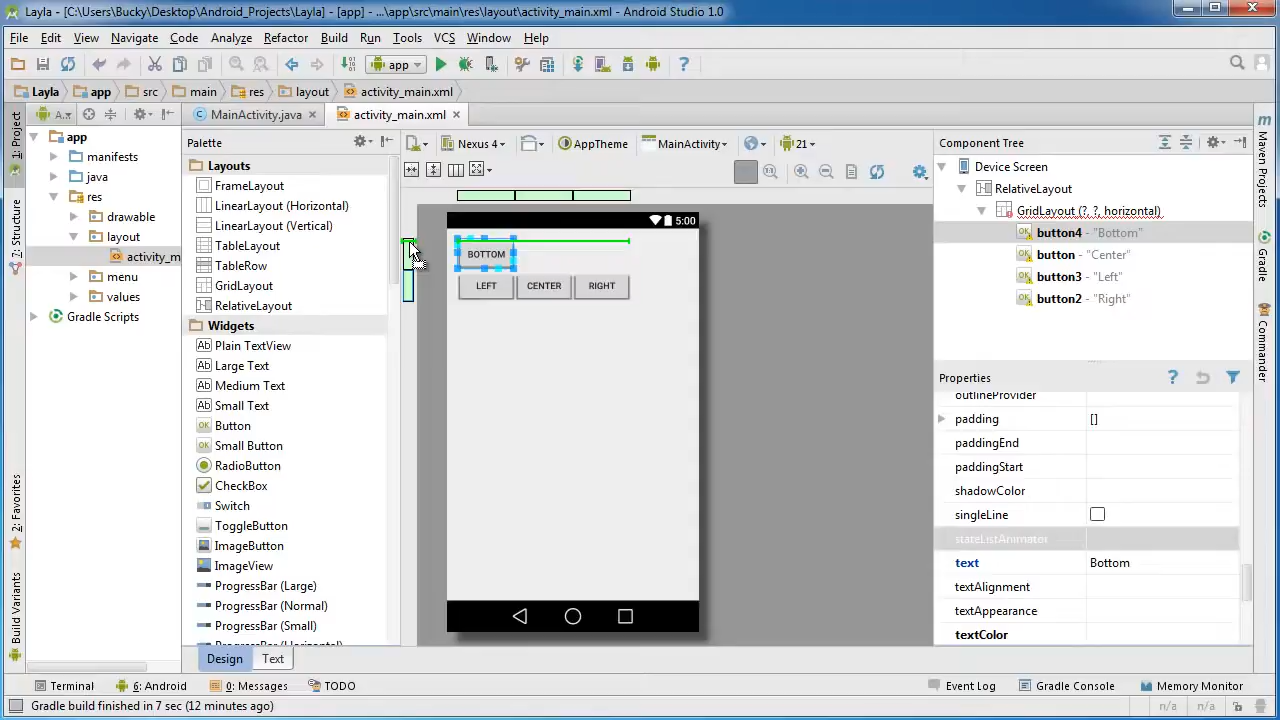 Layla - [C:\Users\Bucky\Desktop\Android_Projects\Layla] - [app] - ...\app\src\main\res\layout\activity_main.xml - Android Studio 1.0
File Edit View Navigate Code Analyze Refactor Build Run Tools VCS Window Help
app
Layla app src main res layout activity_main.xml
A... MainActivity.java activity_main.xml
1: Project
7: Structure
2: Favorites
Build Variants
app
manifests
java
res
drawable
layout
activity_m
menu
values
Gradle Scripts
Palette
Layouts
FrameLayout
LinearLayout (Horizontal)
LinearLayout (Vertical)
TableLayout
TableRow
GridLayout
RelativeLayout
Widgets
Plain TextView
Large Text
Medium Text
Small Text
Button
Small Button
RadioButton
CheckBox
Switch
ToggleButton
ImageButton
ImageView
ProgressBar (Large)
ProgressBar (Normal)
ProgressBar (Small)
ProgressBar (Horizontal)
Design Text
Nexus 4 AppTheme MainActivity 21
5:00
BOTTOM
LEFT CENTER RIGHT
Component Tree
Device Screen
RelativeLayout
GridLayout (?, ?, horizontal)
button4 - "Bottom"
button - "Center"
button3 - "Left"
button2 - "Right"
Properties
outlineProvider
padding []
paddingEnd
paddingStart
shadowColor
singleLine
stateListAnimator
text Bottom
textAlignment
textAppearance
textColor
Maven Projects
Gradle
Commander
Terminal 6: Android 0: Messages TODO Event Log Gradle Console Memory Monitor
Gradle build finished in 7 sec (12 minutes ago) n/a n/a